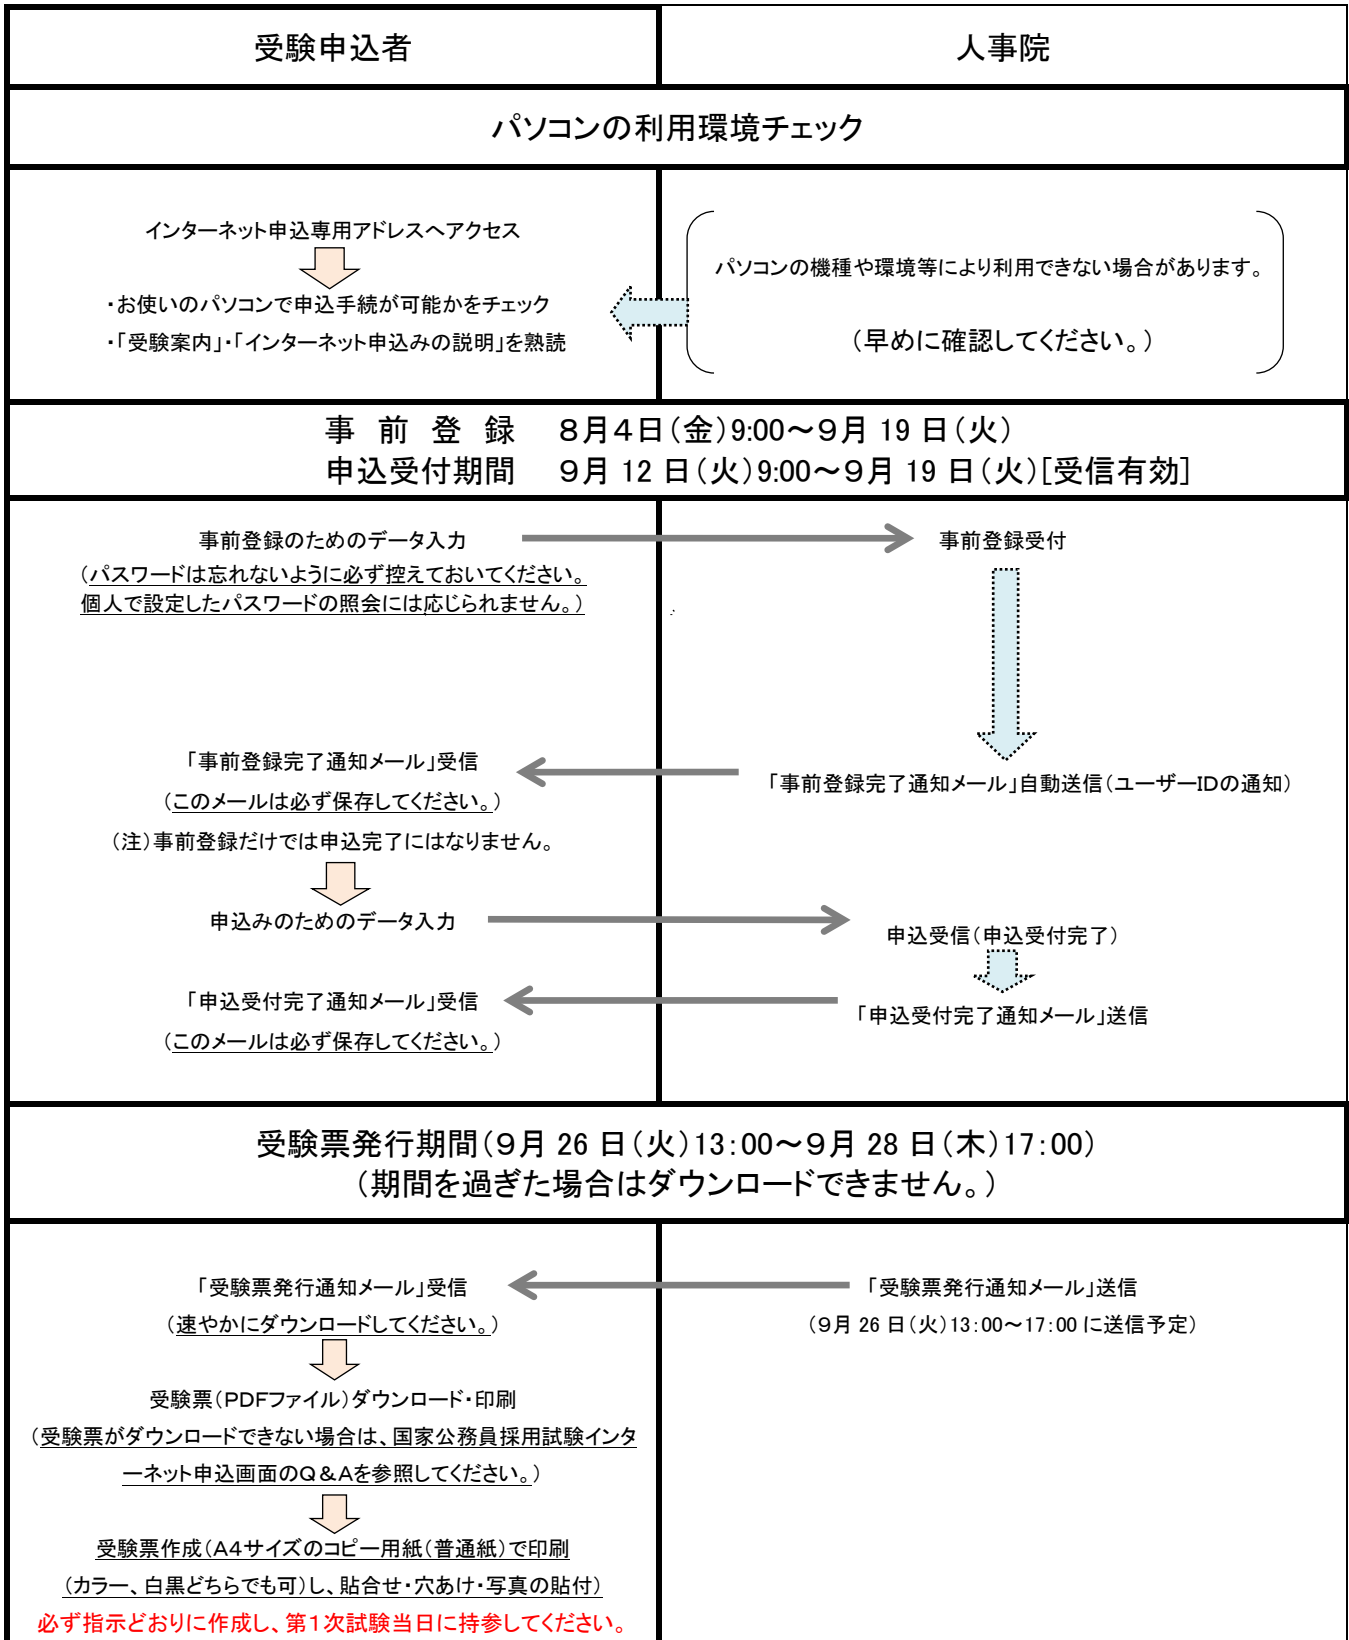 受験申込者
人事院
パソコンの利用環境チェック
インターネット申込専用アドレスへアクセス
・お使いのパソコンで申込手続が可能かをチェック
・「受験案内」・「インターネット申込みの説明」を熟読
パソコンの機種や環境等により利用できない場合があります。
（早めに確認してください。）
事 前 登 録　８月４日（金）9:00～９月 19 日（火）
申込受付期間　９月 12 日（火）9:00～９月 19 日（火）[受信有効]
事前登録のためのデータ入力
（パスワードは忘れないように必ず控えておいてください。
個人で設定したパスワードの照会には応じられません。）
事前登録受付
「事前登録完了通知メール」受信
（このメールは必ず保存してください。）
（注）事前登録だけでは申込完了にはなりません。
「事前登録完了通知メール」自動送信（ユーザーIDの通知）
申込みのためのデータ入力
申込受信（申込受付完了）
「申込受付完了通知メール」受信
（このメールは必ず保存してください。）
「申込受付完了通知メール」送信
受験票発行期間（９月 26 日（火）13：00～９月 28 日（木）17：00）
（期間を過ぎた場合はダウンロードできません。）
「受験票発行通知メール」受信
（速やかにダウンロードしてください。）
「受験票発行通知メール」送信
（９月 26 日（火）13：00～17：00 に送信予定）
受験票（PDFファイル）ダウンロード・印刷
（受験票がダウンロードできない場合は、国家公務員採用試験インタ
ーネット申込画面のＱ＆Ａを参照してください。）
受験票作成（Ａ４サイズのコピー用紙（普通紙）で印刷
（カラー、白黒どちらでも可）し、貼合せ・穴あけ・写真の貼付）
必ず指示どおりに作成し、第１次試験当日に持参してください。